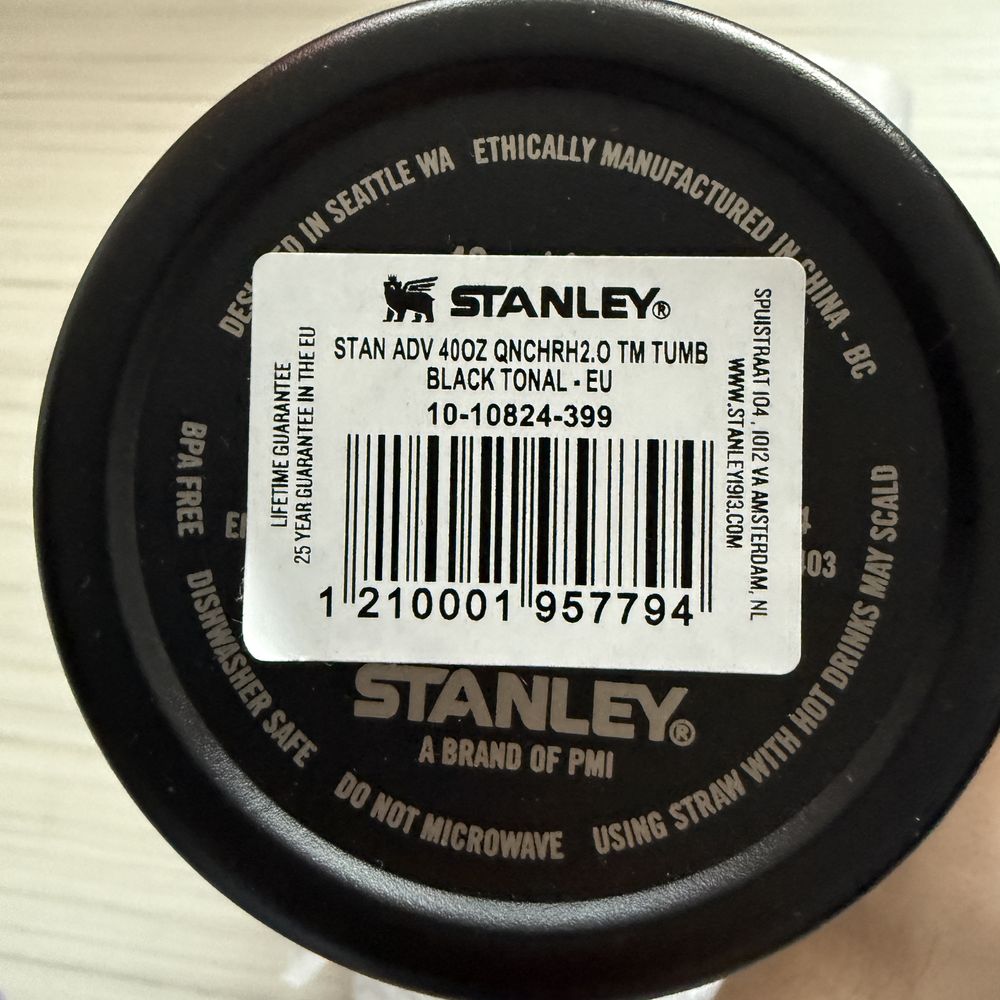 DESIGNED IN SEATTLE WA
ETHICALLY MANUFACTURED IN CHINA - BC
STANLEY®
STAN ADV 40OZ QNCHRH2.O TM TUMB
BLACK TONAL - EU
10-10824-399
1 210001 957794
LIFETIME GUARANTEE
25 YEAR GUARANTEE IN THE EU
SPUISTRAAT 104 , 1012 VA AMSTERDAM, NL
WWW.STANLEY1913.COM
STANLEY®
A BRAND OF PMI
BPA FREE
DISHWASHER SAFE
DO NOT MICROWAVE
USING STRAW WITH HOT DRINKS MAY SCALD